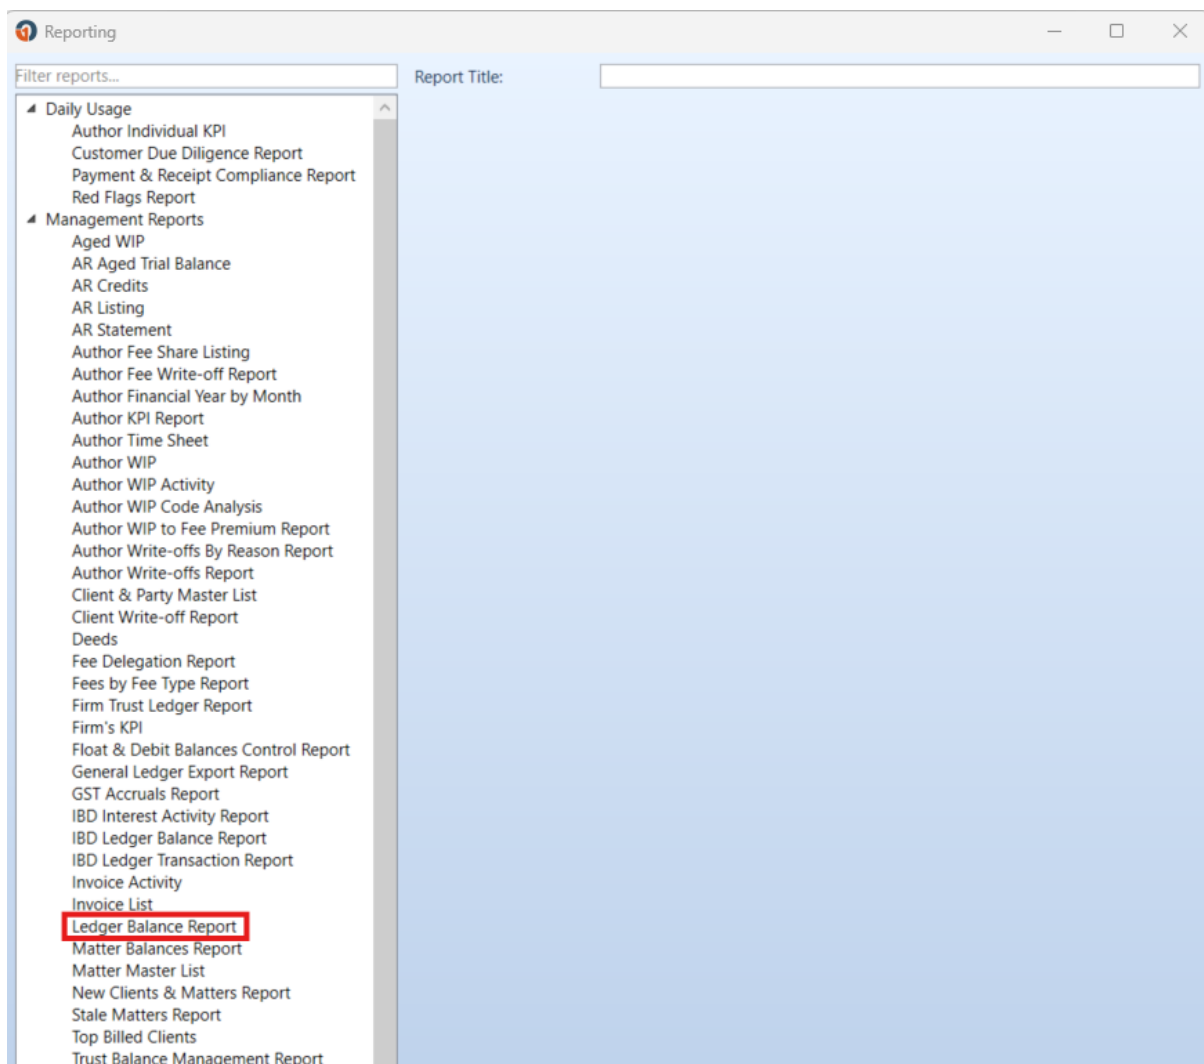 Reporting
Filter reports...
Report Title:
Daily Usage
Author Individual KPI
Customer Due Diligence Report
Payment & Receipt Compliance Report
Red Flags Report
Management Reports
Aged WIP
AR Aged Trial Balance
AR Credits
AR Listing
AR Statement
Author Fee Share Listing
Author Fee Write-off Report
Author Financial Year by Month
Author KPI Report
Author Time Sheet
Author WIP
Author WIP Activity
Author WIP Code Analysis
Author WIP to Fee Premium Report
Author Write-offs By Reason Report
Author Write-offs Report
Client & Party Master List
Client Write-off Report
Deeds
Fee Delegation Report
Fees by Fee Type Report
Firm Trust Ledger Report
Firm's KPI
Float & Debit Balances Control Report
General Ledger Export Report
GST Accruals Report
IBD Interest Activity Report
IBD Ledger Balance Report
IBD Ledger Transaction Report
Invoice Activity
Invoice List
Ledger Balance Report
Matter Balances Report
Matter Master List
New Clients & Matters Report
Stale Matters Report
Top Billed Clients
Trust Balance Management Report